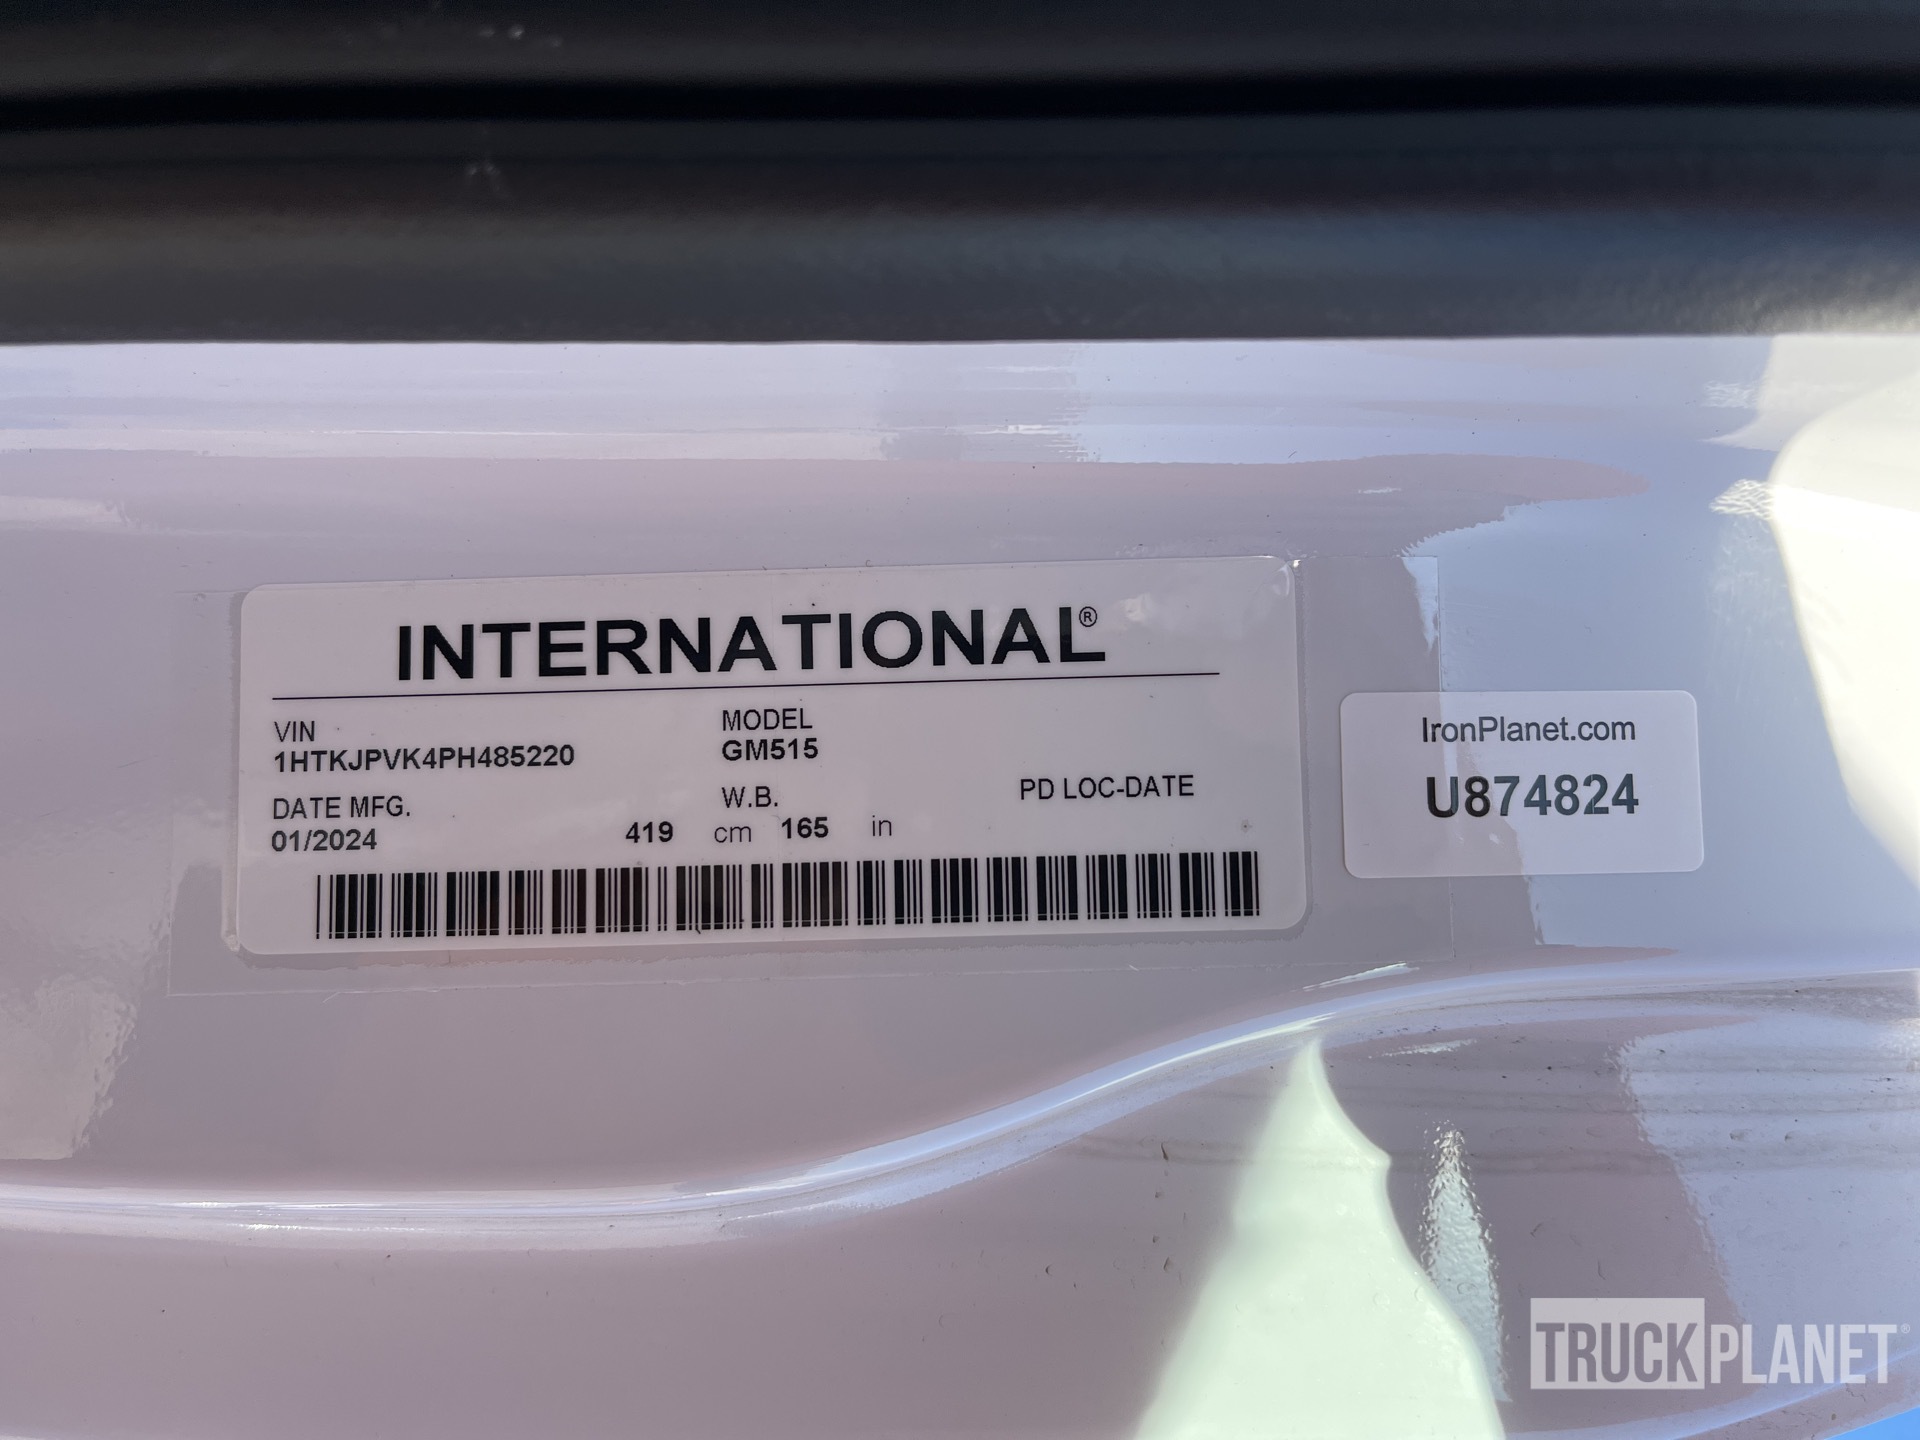 INTERNATIONAL®
VIN
1HTKJPVK4PH485220
MODEL
GM515
DATE MFG.
01/2024
W.B.
419 cm 165 in
PD LOC-DATE
IronPlanet.com
U874824
TRUCKPLANET®